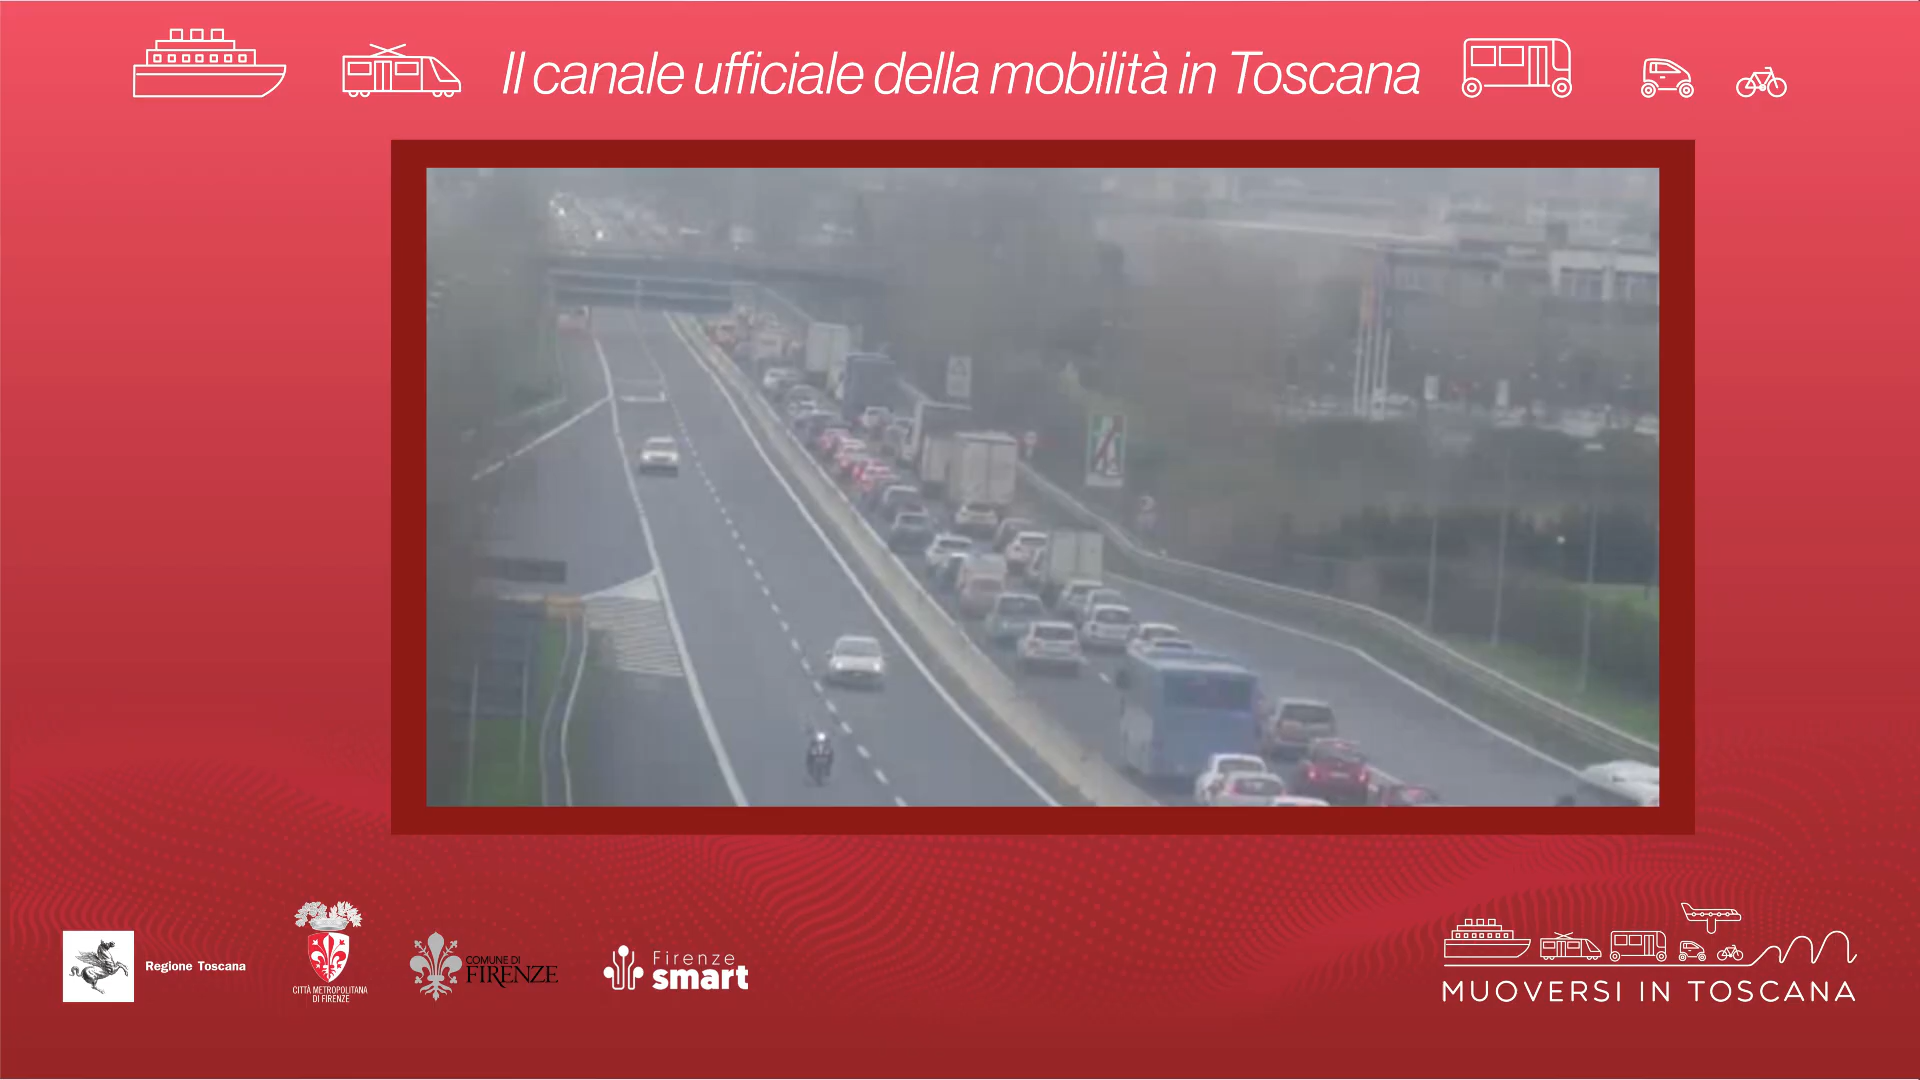 Il canale ufficiale della mobilità in Toscana
Regione Toscana
CITTÀ METROPOLITANA
DI FIRENZE
COMUNE DI
FIRENZE
Firenze
smart
MUOVERSI IN TOSCANA